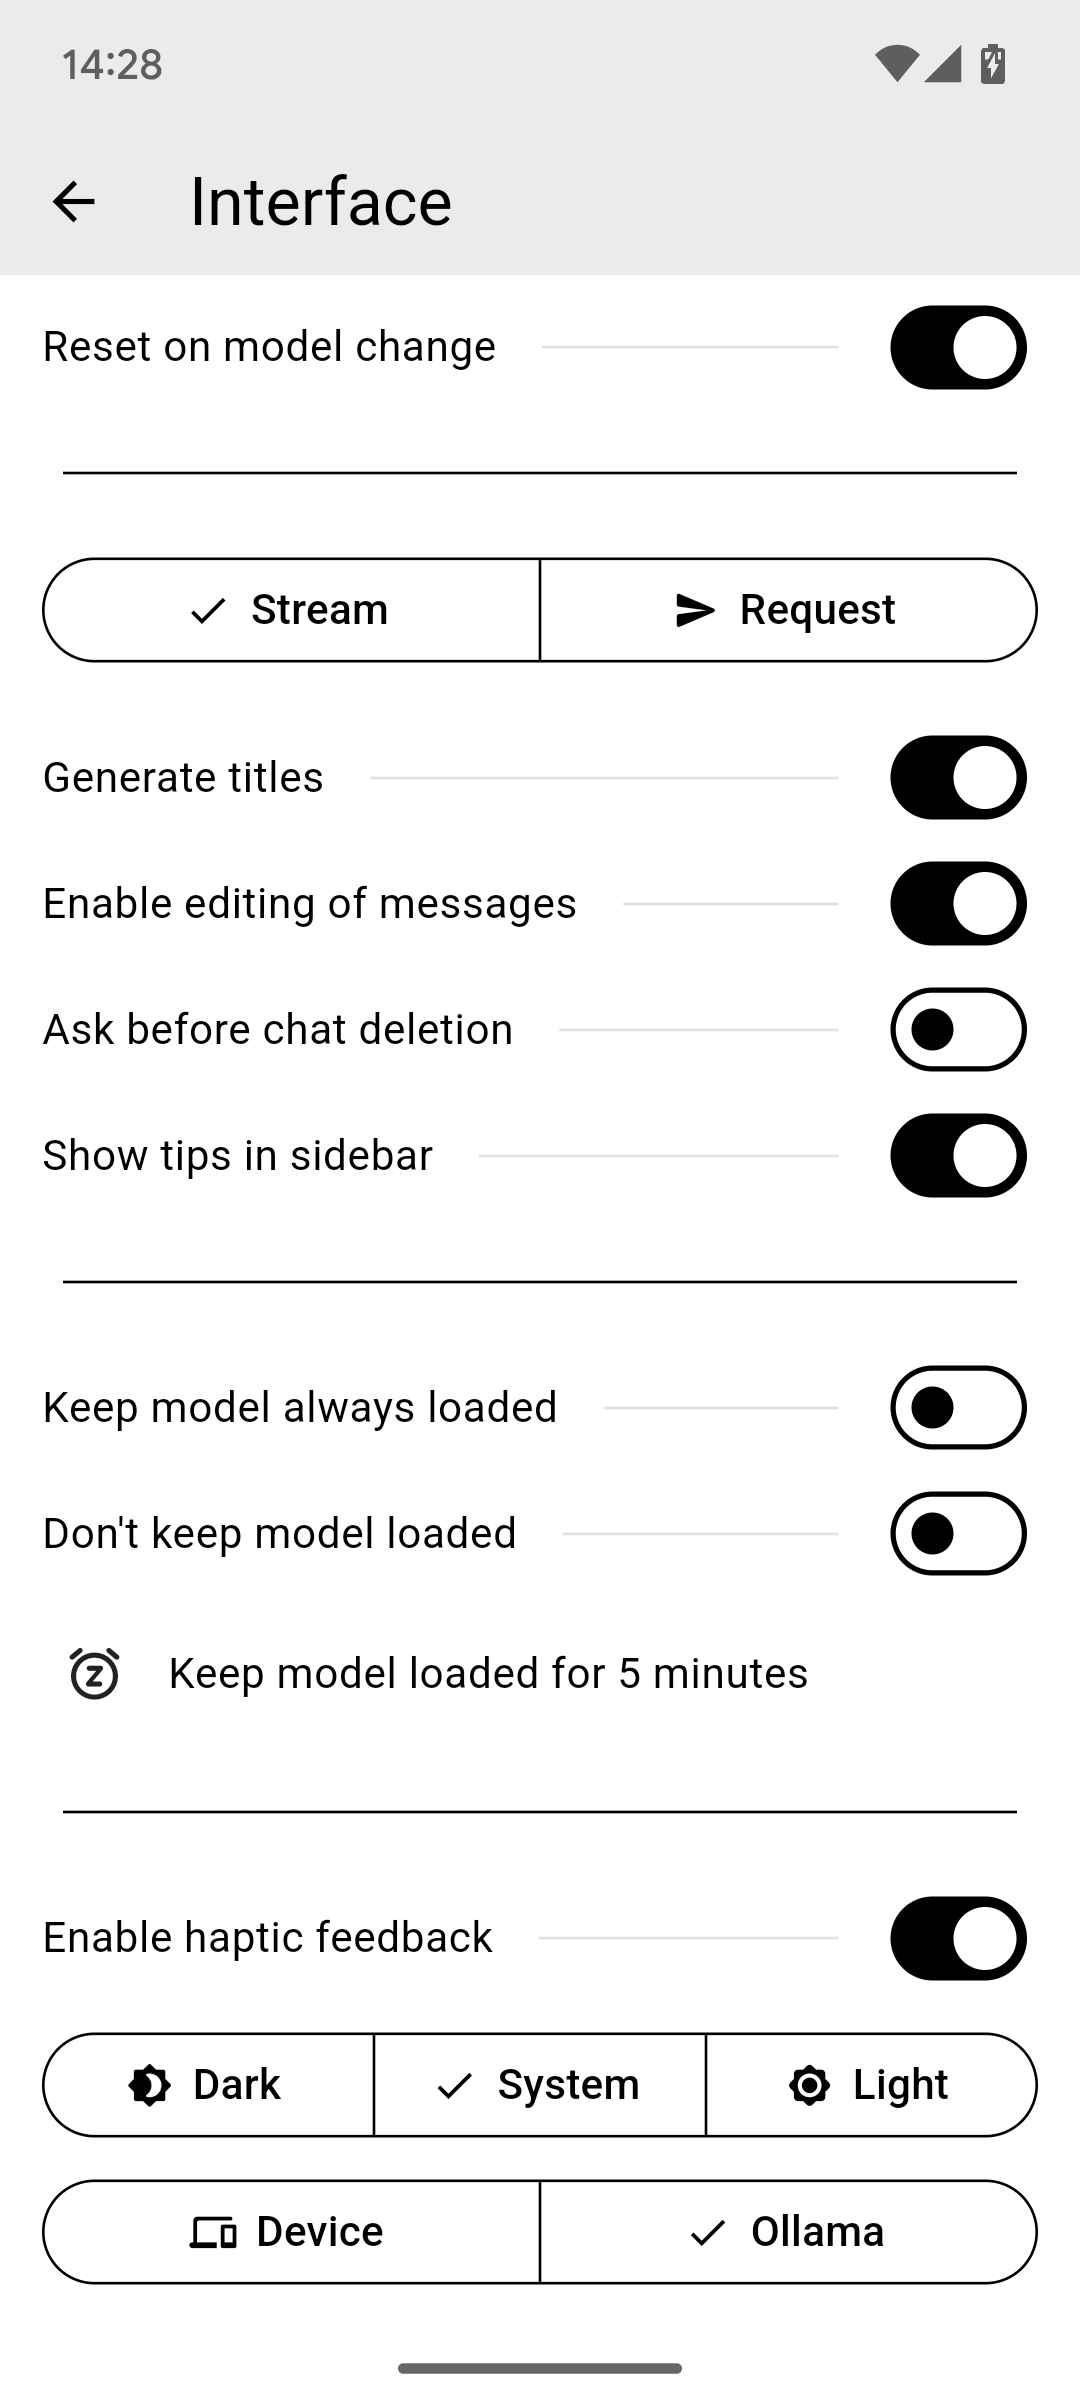 14:28
Interface
Reset on model change
Stream
Request
Generate titles
Enable editing of messages
Ask before chat deletion
Show tips in sidebar
Keep model always loaded
Don't keep model loaded
Keep model loaded for 5 minutes
Enable haptic feedback
Dark
System
Light
Device
Ollama